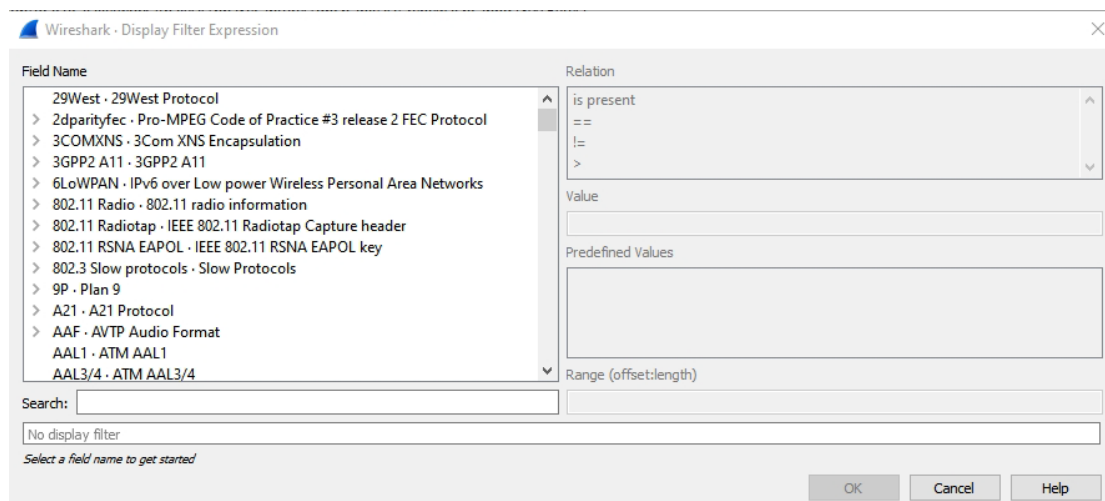 Wireshark · Display Filter Expression
Field Name
29West · 29West Protocol
2dparityfec · Pro-MPEG Code of Practice #3 release 2 FEC Protocol
3COMXNS · 3Com XNS Encapsulation
3GPP2 A11 · 3GPP2 A11
6LoWPAN · IPv6 over Low power Wireless Personal Area Networks
802.11 Radio · 802.11 radio information
802.11 Radiotap · IEEE 802.11 Radiotap Capture header
802.11 RSNA EAPOL · IEEE 802.11 RSNA EAPOL key
802.3 Slow protocols · Slow Protocols
9P · Plan 9
A21 · A21 Protocol
AAF · AVTP Audio Format
AAL1 · ATM AAL1
AAL3/4 · ATM AAL3/4
Search:
Relation
is present
==
!=
>
Value
Predefined Values
Range (offset:length)
No display filter
Select a field name to get started
OK Cancel Help